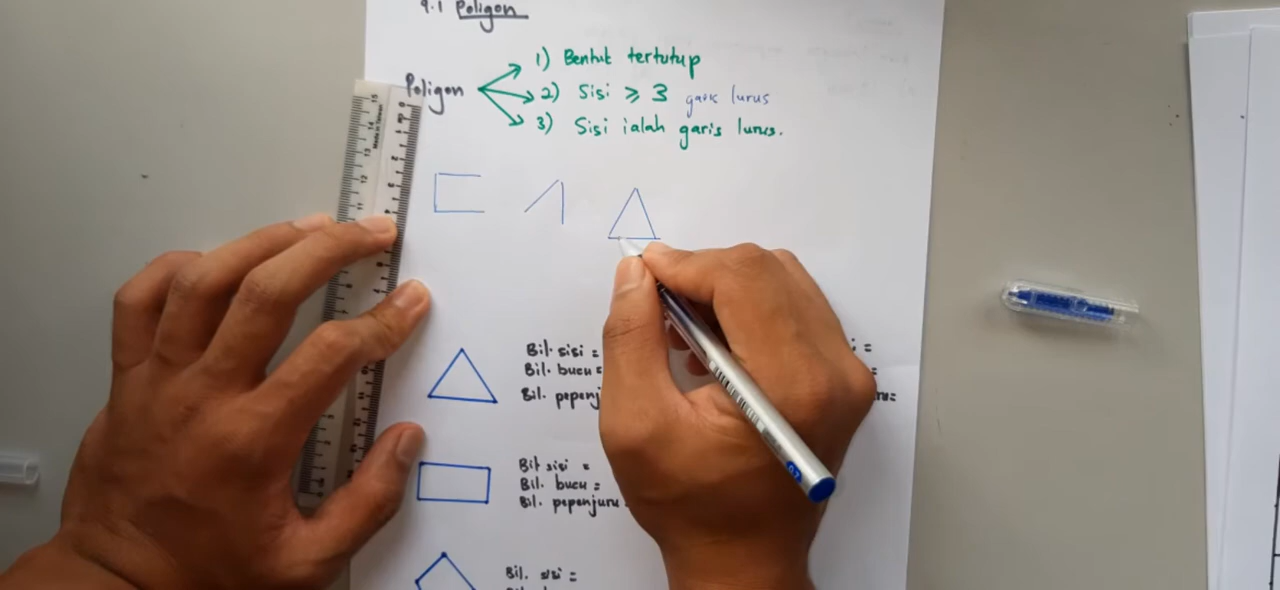 9.1 Poligon
Poligon
1) Bentuk tertutup
2) Sisi ≥ 3 garis lurus
3) Sisi ialah garis lurus.
Bil. sisi =
Bil. bucu =
Bil. pepenj
: =
=
ru=
Bil sisi =
Bil. bucu =
Bil. pepenjuru
Bil. sisi =